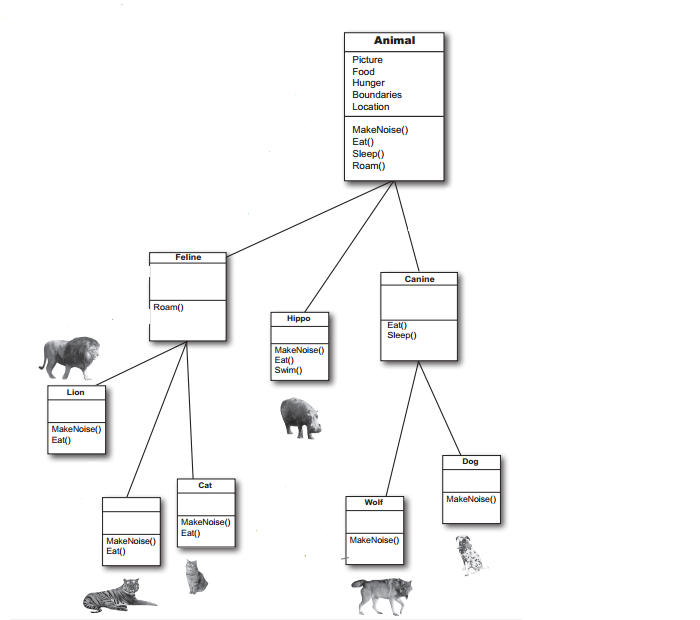 Animal
Picture
Food
Hunger
Boundaries
Location
MakeNoise()
Eat()
Sleep()
Roam()
Feline
Roam()
Hippo
MakeNoise()
Eat()
Swim()
Canine
Eat()
Sleep()
Lion
MakeNoise()
Eat()
MakeNoise()
Eat()
Cat
MakeNoise()
Eat()
Wolf
MakeNoise()
Dog
MakeNoise()